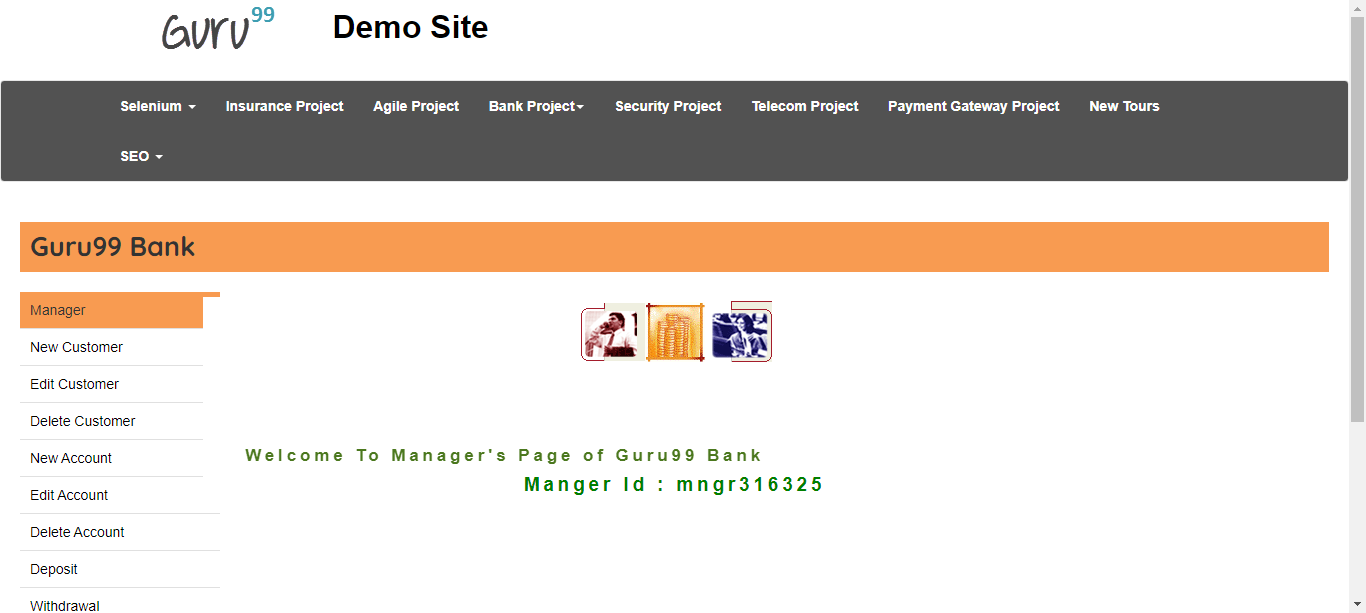 Guru99
Demo Site
Selenium
Insurance Project
Agile Project
Bank Project
Security Project
Telecom Project
Payment Gateway Project
New Tours
SEO
Guru99 Bank
Manager
New Customer
Edit Customer
Delete Customer
New Account
Edit Account
Delete Account
Deposit
Withdrawal
Welcome To Manager's Page of Guru99 Bank
Manger Id : mngr316325